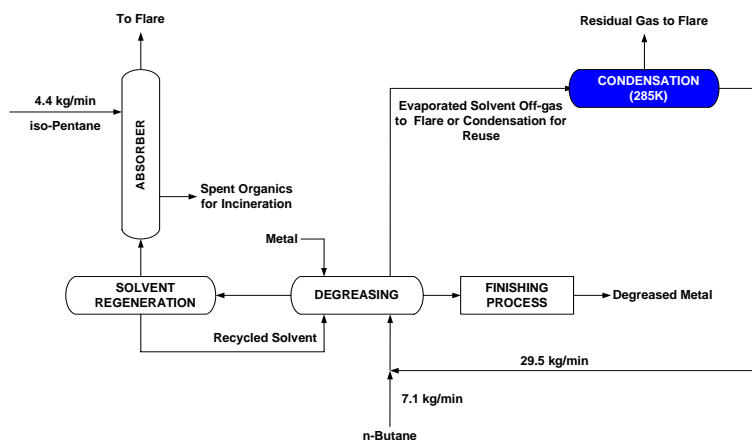 To Flare
Residual Gas to Flare
CONDENSATION
(285K)
4.4 kg/min
iso-Pentane
Evaporated Solvent Off-gas
to Flare or Condensation for
Reuse
ABSORBER
Spent Organics
for Incineration
Metal
SOLVENT
REGENERATION
DEGREASING
FINISHING
PROCESS
Degreased Metal
Recycled Solvent
29.5 kg/min
7.1 kg/min
n-Butane